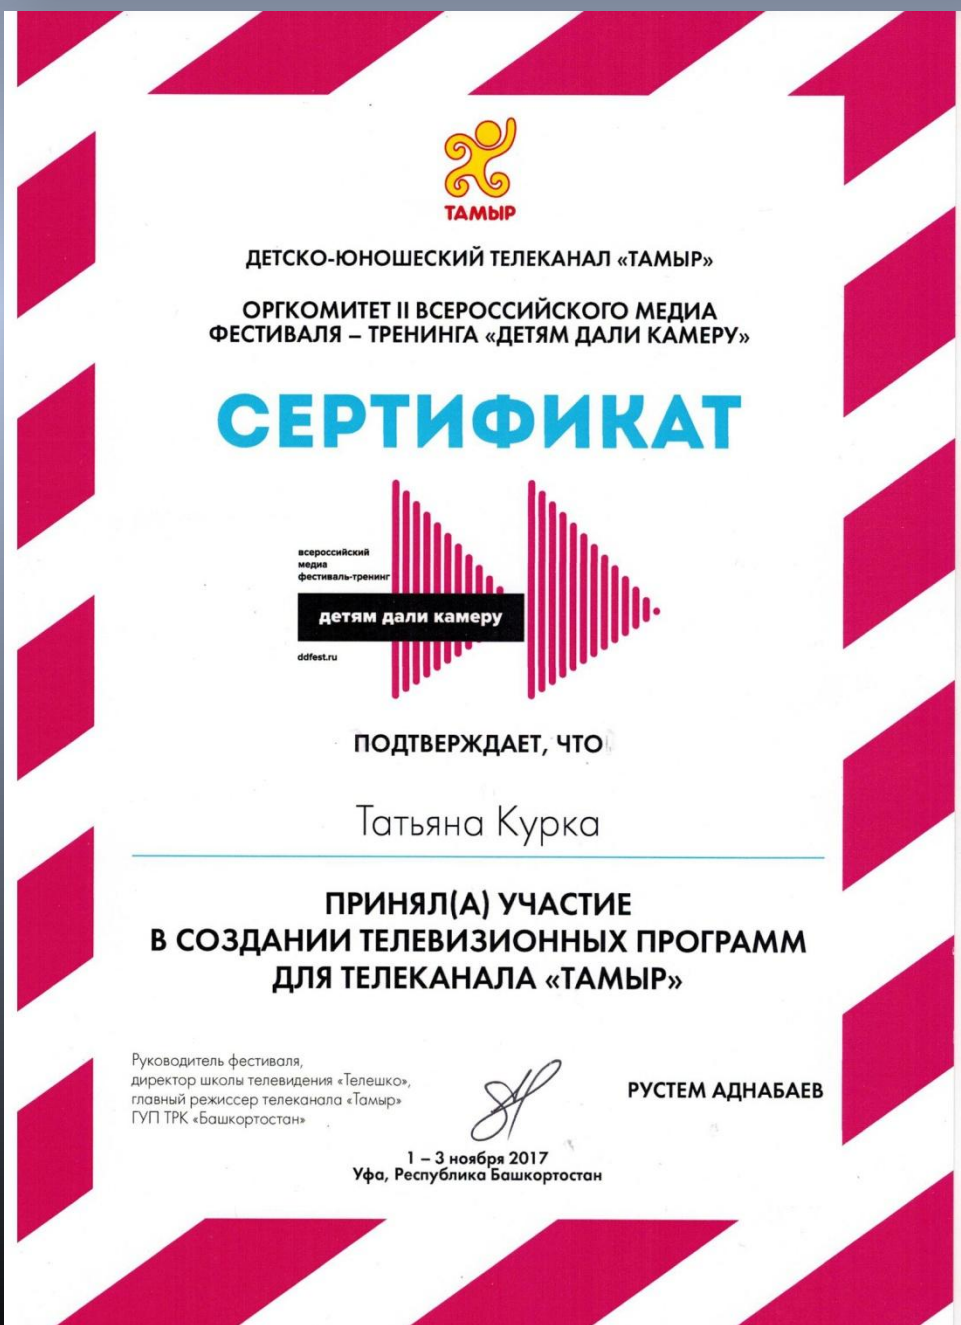 ТАМЫР
ДЕТСКО-ЮНОШЕСКИЙ ТЕЛЕКАНАЛ «ТАМЫР»
ОРГКОМИТЕТ II ВСЕРОССИЙСКОГО МЕДИА
ФЕСТИВАЛЯ – ТРЕНИНГА «ДЕТЯМ ДАЛИ КАМЕРУ»
СЕРТИФИКАТ
всероссийский
медиа
фестиваль-тренинг
детям дали камеру
ddfest.ru
ПОДТВЕРЖДАЕТ, ЧТО
Татьяна Курка
ПРИНЯЛ(А) УЧАСТИЕ
В СОЗДАНИИ ТЕЛЕВИЗИОННЫХ ПРОГРАММ
ДЛЯ ТЕЛЕКАНАЛА «ТАМЫР»
Руководитель фестиваля,
директор школы телевидения «Телешко»,
главный режиссер телеканала «Тамыр»
ГУП ТРК «Башкортостан»
РУСТЕМ АДНАБАЕВ
1 – 3 ноября 2017
Уфа, Республика Башкортостан